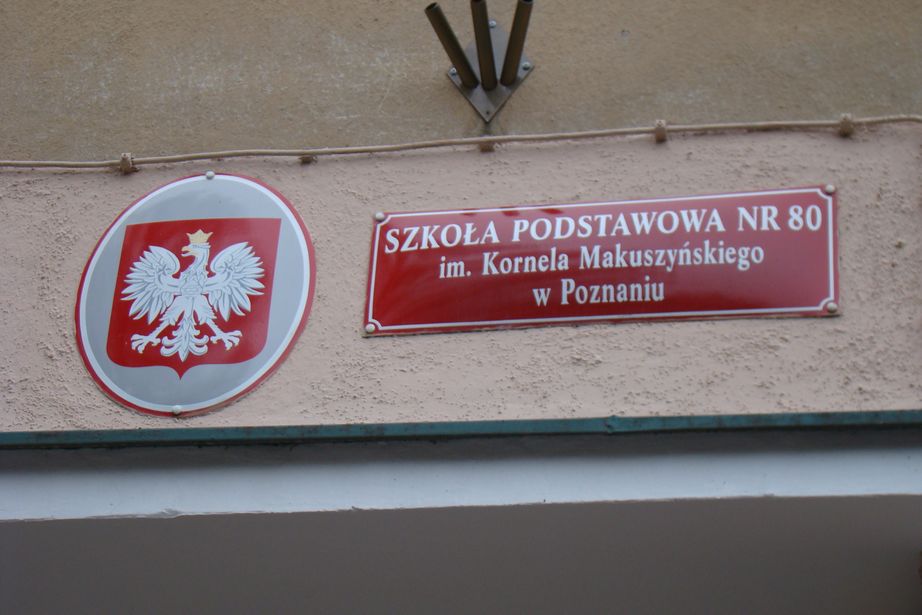 SZKOŁA PODSTAWOWA NR 80
im. Kornela Makuszyńskiego
w Poznaniu